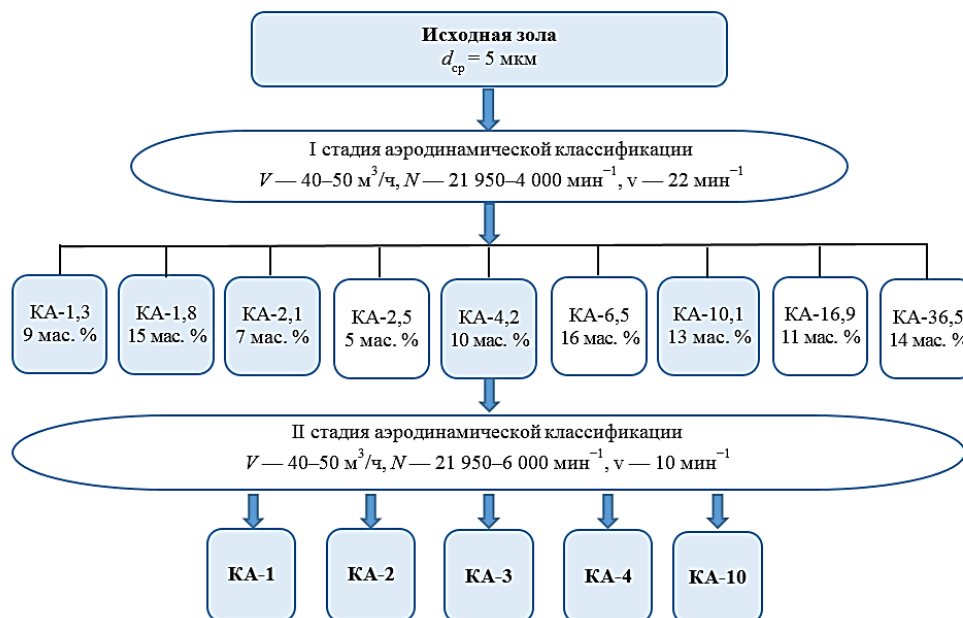 Исходная зола
dср = 5 мкм
I стадия аэродинамической классификации
V — 40–50 м³/ч, N — 21 950–4 000 мин⁻¹, v — 22 мин⁻¹
КА-1,3
9 мас. %
КА-1,8
15 мас. %
КА-2,1
7 мас. %
КА-2,5
5 мас. %
КА-4,2
10 мас. %
КА-6,5
16 мас. %
КА-10,1
13 мас. %
КА-16,9
11 мас. %
КА-36,5
14 мас. %
II стадия аэродинамической классификации
V — 40–50 м³/ч, N — 21 950–6 000 мин⁻¹, v — 10 мин⁻¹
КА-1
КА-2
КА-3
КА-4
КА-10